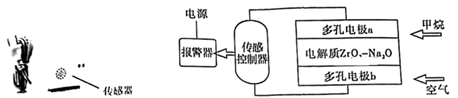 传感器
电源
报警器
传感
控制器
多孔电极a
电解质ZrO₂-Na₂O
多孔电极b
甲烷
空气